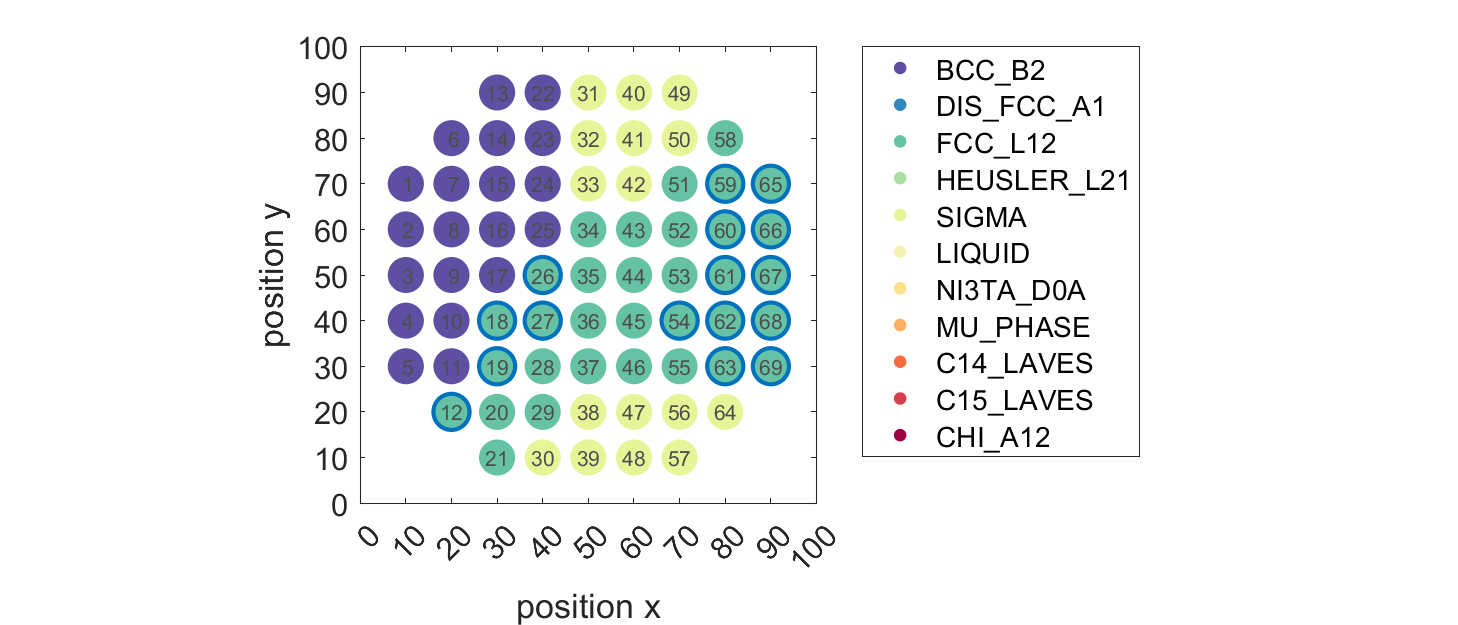 100
90
80
70
60
50
40
30
20
10
0
position y
13 22 31 40 49
6 14 23 32 41 50 58
1 7 15 24 33 42 51 59 65
2 8 16 25 34 43 52 60 66
3 9 17 26 35 44 53 61 67
4 10 18 27 36 45 54 62 68
5 11 19 28 37 46 55 63 69
12 20 29 38 47 56 64
21 30 39 48 57
0 10 20 30 40 50 60 70 80 90 100
position x
BCC_B2
DIS_FCC_A1
FCC_L12
HEUSLER_L21
SIGMA
LIQUID
NI3TA_D0A
MU_PHASE
C14_LAVES
C15_LAVES
CHI_A12